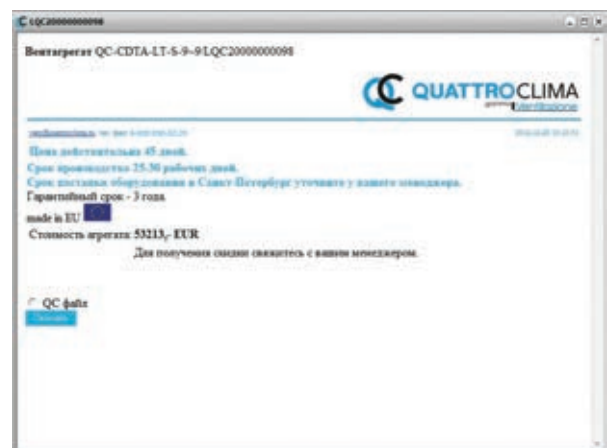 LQC20000000098
Вентагрегат QC-CDTA-LT-S-9-9/LQC20000000098
QUATTROCLIMA
Ventilazione
Цена действительна 45 дней.
Срок производства 25-30 рабочих дней.
Срок поставки оборудования в Санкт-Петербург уточните у вашего менеджера.
Гарантийный срок - 3 года.
made in EU
Стоимость агрегата: 53213,- EUR
Для получения скидки свяжитесь с вашим менеджером.
QC файл